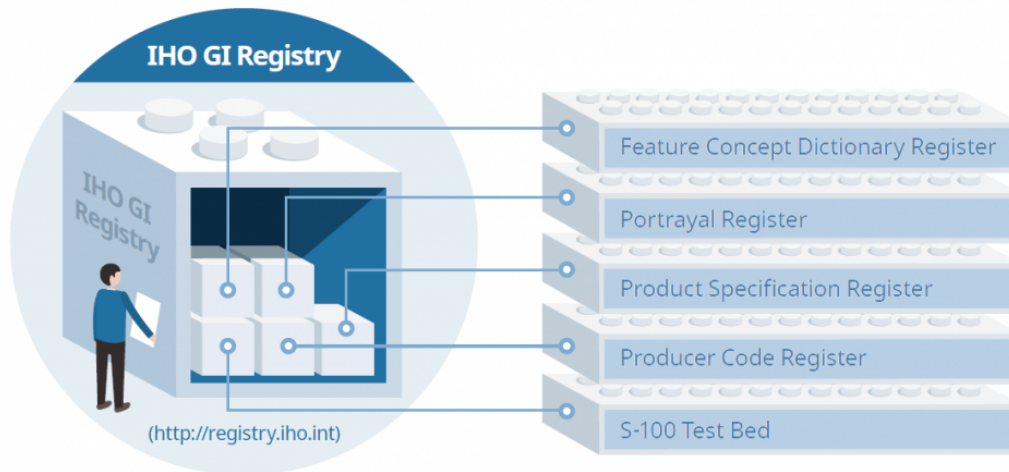 IHO GI Registry
IHO GI
Registry
(http://registry.iho.int)
Feature Concept Dictionary Register
Portrayal Register
Product Specification Register
Producer Code Register
S-100 Test Bed